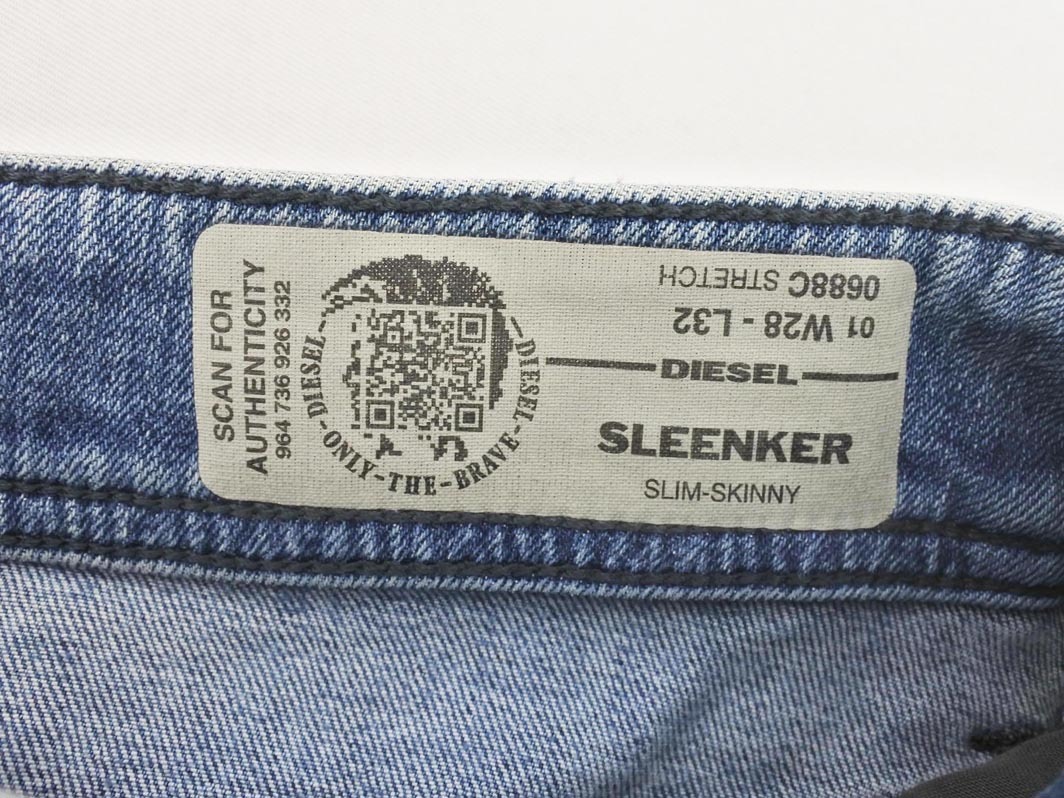 SCAN FOR
AUTHENTICITY
964 736 926 332
DIESEL-ONLY-THE-BRAVE-DIESEL
0688C STRETCH
01 W28 - L32
DIESEL
SLEENKER
SLIM-SKINNY